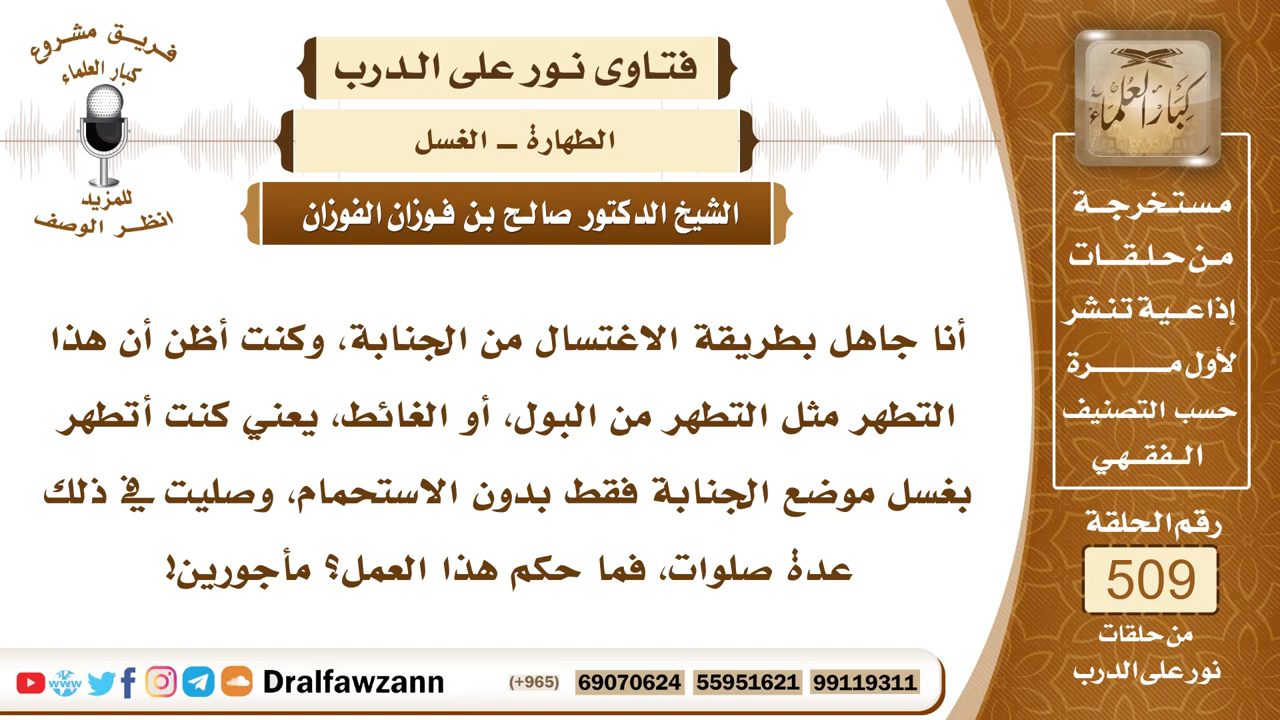 فريق مشروع
كبار العلماء
للمزيد
انظر الوصف
فتاوى نور على الدرب
الطهارة – الغسل
الشيخ الدكتور صالح بن فوزان الفوزان
أنا جاهل بطريقة الاغتسال من الجنابة، وكنت أظن أن هذا
التطهر مثل التطهر من البول، أو الغائط، يعني كنت أتطهر
بغسل موضع الجنابة فقط بدون الاستحمام، وصليت في ذلك
عدة صلوات، فما حكم هذا العمل؟ مأجورين!
كبار العلماء
مستخرجة
من حلقات
إذاعية تنشر
لأول مرة
حسب التصنيف
الفقهي
رقم الحلقة
509
من حلقات
نور على الدرب
www
Dralfawzann (+965) 69070624 55951621 99119311